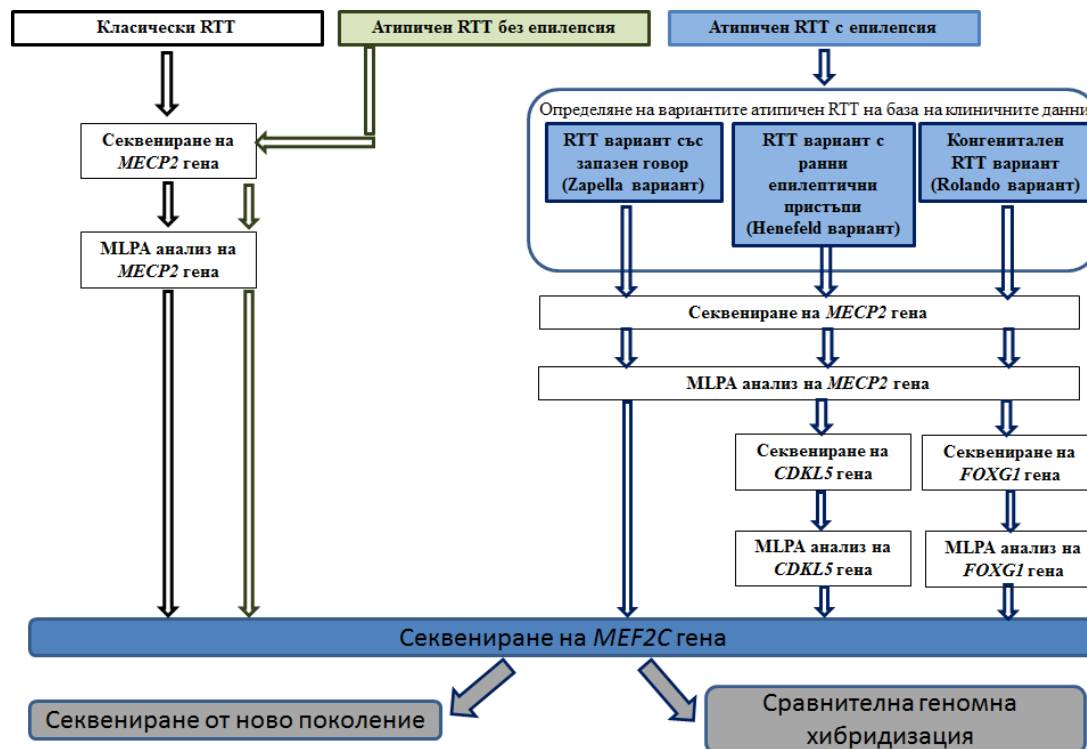 Класически RTT
Атипичен RTT без епилепсия
Атипичен RTT с епилепсия
Определяне на вариантите атипичен RTT на база на клиничните данни
RTT вариант със
запазен говор
(Zapella вариант)
RTT вариант с
ранни
епилептични
пристъпи
(Henefeld вариант)
Конгенитален
RTT вариант
(Rolando вариант)
Секвениране на
MECP2 гена
MLPA анализ на
MECP2 гена
Секвениране на MECP2 гена
MLPA анализ на MECP2 гена
Секвениране на
CDKL5 гена
Секвениране на
FOXG1 гена
MLPA анализ на
CDKL5 гена
MLPA анализ на
FOXG1 гена
Секвениране на MEF2C гена
Секвениране от ново поколение
Сравнителна геномна
хибридизация